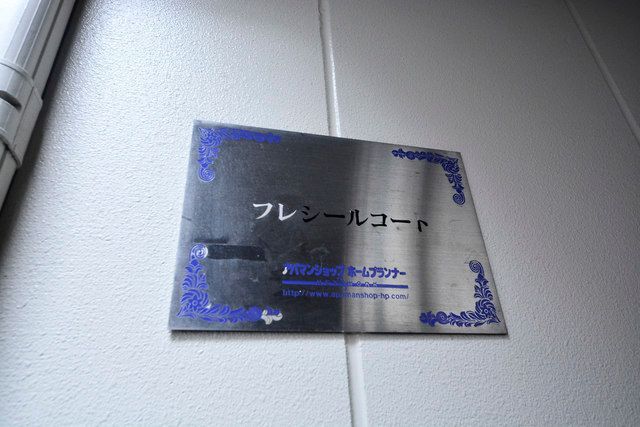 フレシールコート
アパマンショップ ホームプランナー
http://www.apamanshop-hp.com/